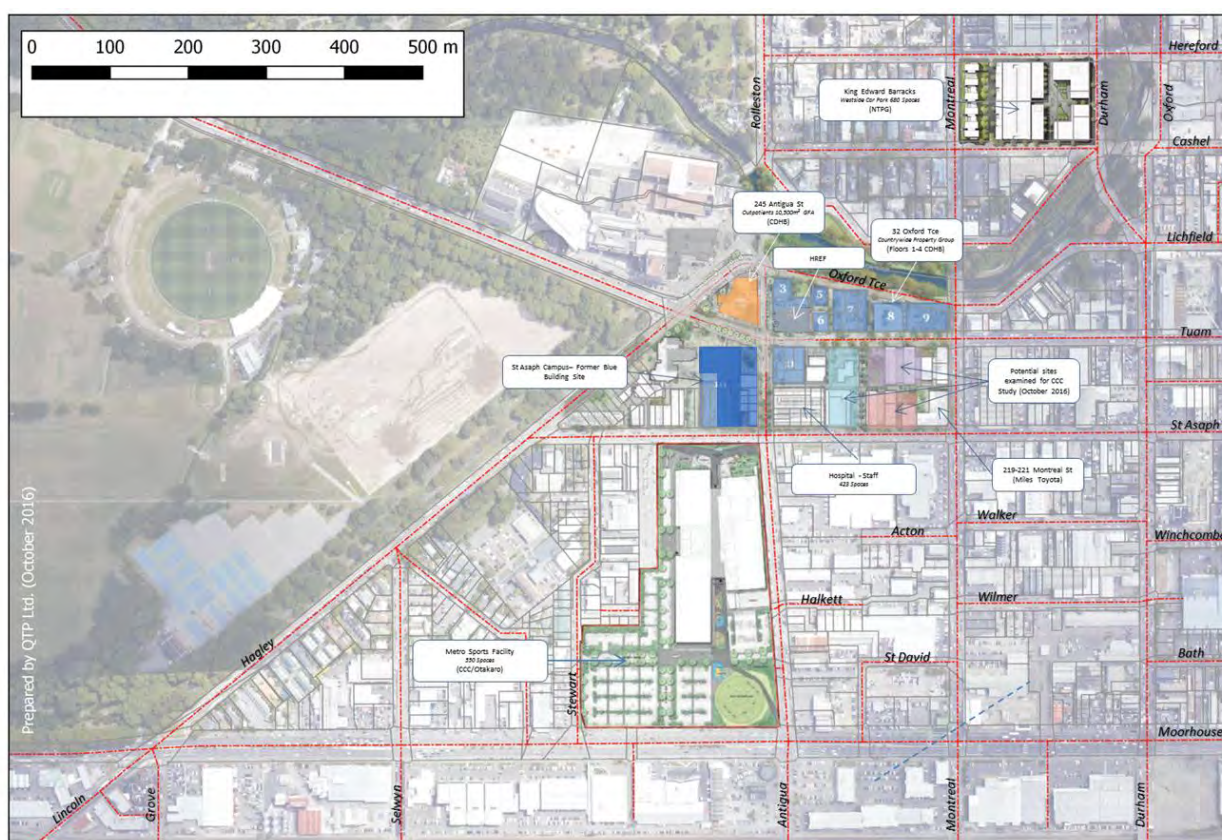 0 100 200 300 400 500 m
Hereford
Rolleston
Montreal
Durham
Oxford
King Edward Barracks
Westside Car Park 680 Spaces
(NTPG)
Cashel
245 Antigua St
Outpatients 10,500m² GFA
(CDHB)
32 Oxford Tce
Countrywide Property Group
(Floors 1-4 CDHB)
Lichfield
HREF
Oxford Tce
3
5
6
7
8
9
Tuam
St Asaph Campus– Former Blue
Building Site
Potential sites
examined for CCC
Study (October 2016)
St Asaph
Hospital - Staff
423 Spaces
219-221 Montreal St
(Miles Toyota)
Walker
Acton
Winchcombe
Halkett
Wilmer
Metro Sports Facility
550 Spaces
(CCC/Otakaro)
St David
Bath
Hagley
Stewart
Moorhouse
Lincoln
Grove
Selwyn
Antigua
Montreal
Durham
Prepared by QTP Ltd. (October 2016)